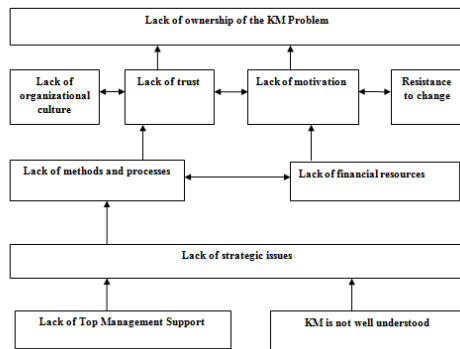 Lack of ownership of the KM Problem
Lack of
organizational
culture
Lack of trust
Lack of motivation
Resistance
to change
Lack of methods and processes
Lack of financial resources
Lack of strategic issues
Lack of Top Management Support
KM is not well understood